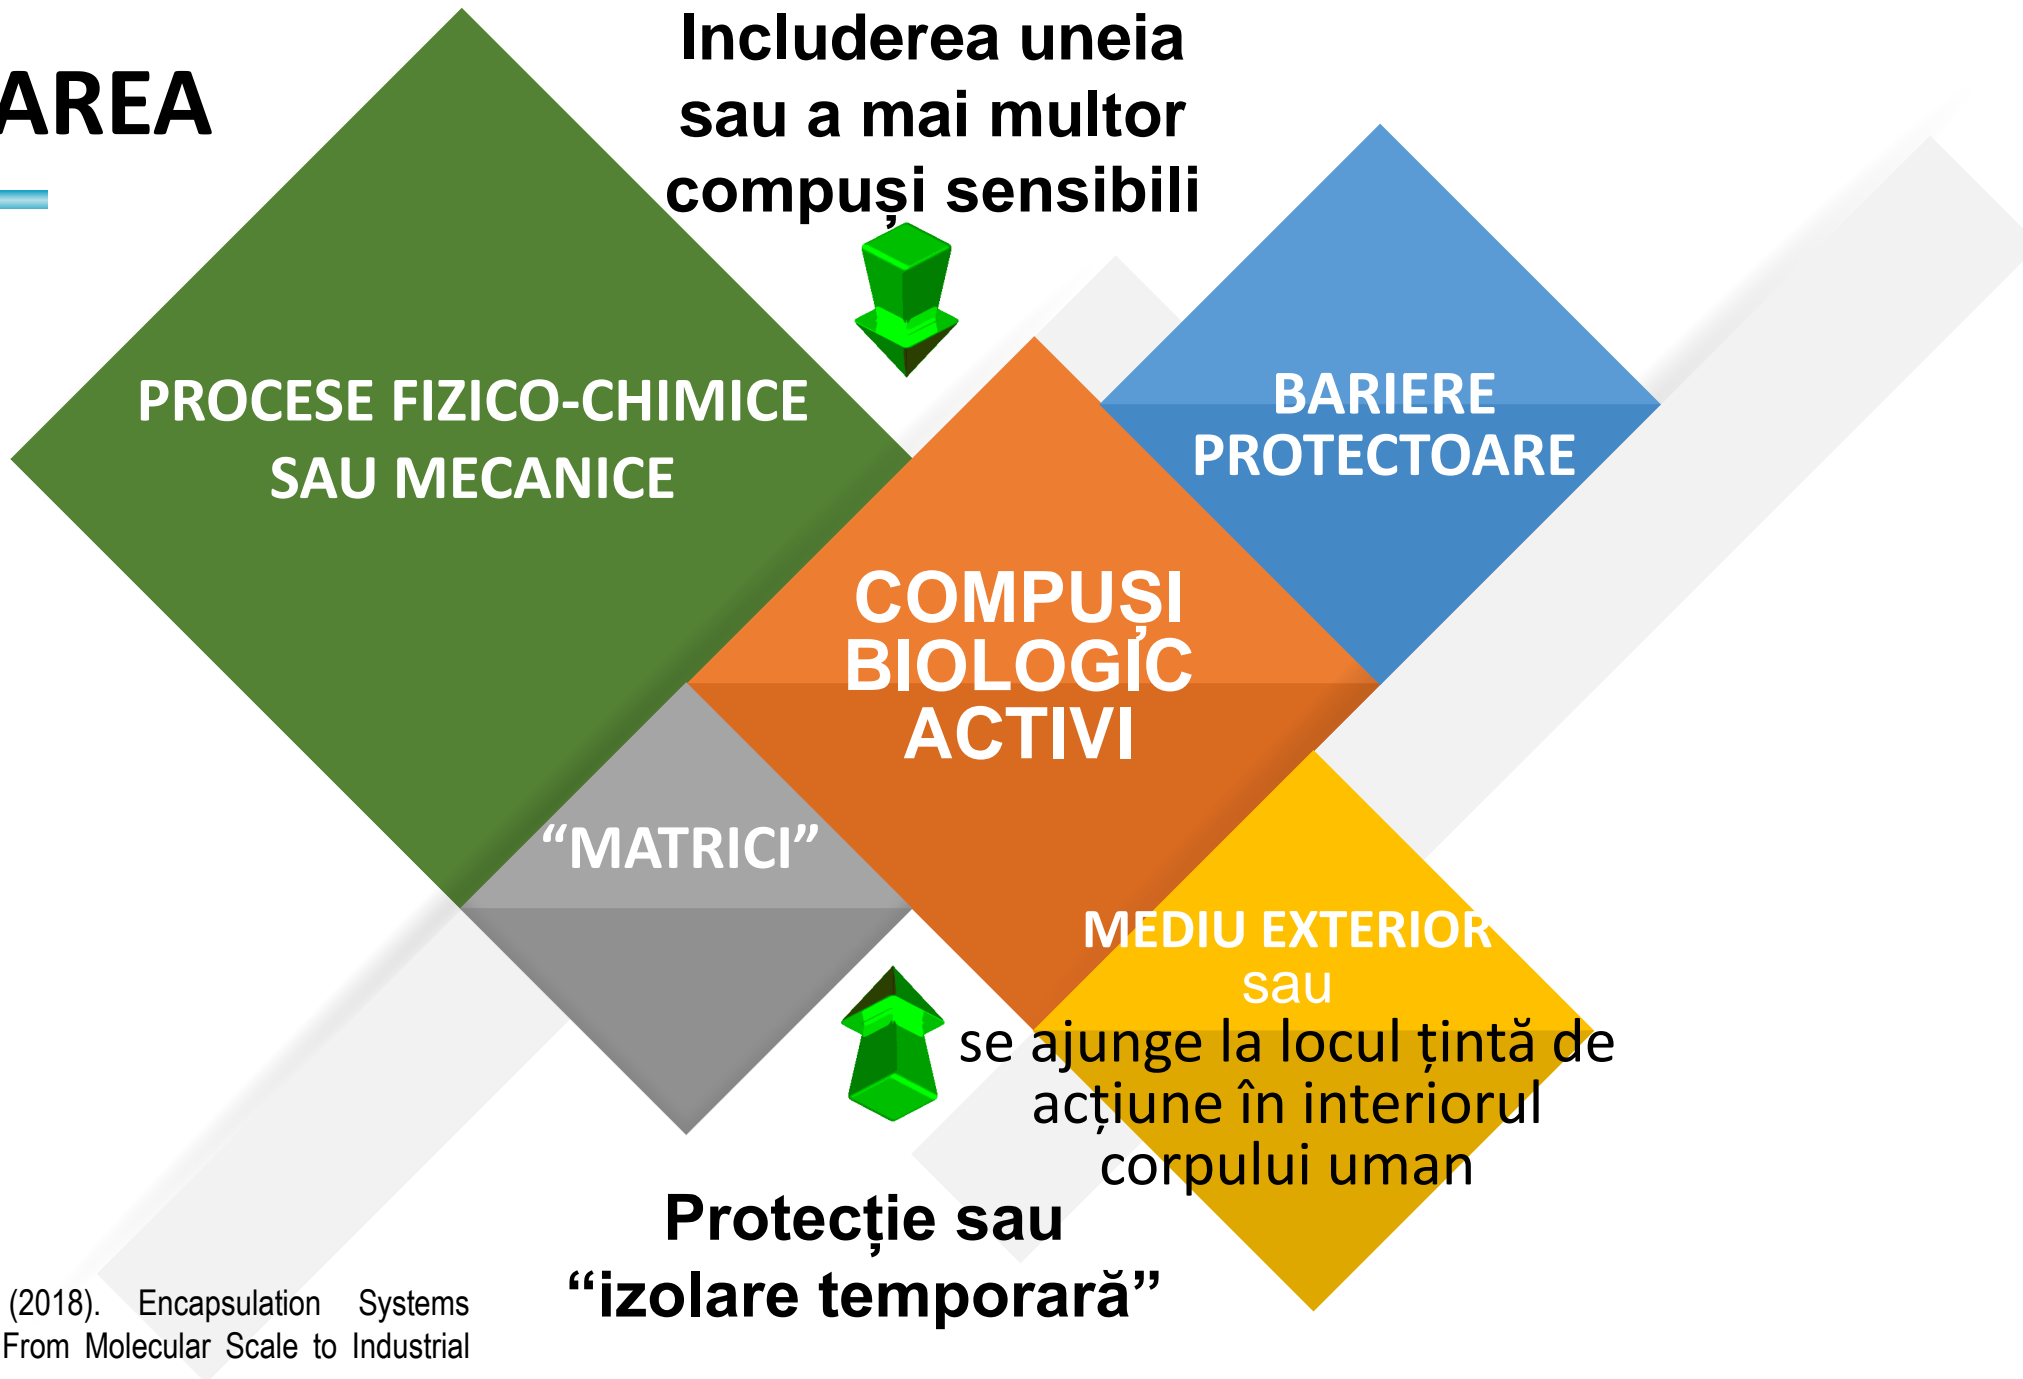 AREA
Includerea uneia
sau a mai multor
compuși sensibili
PROCESE FIZICO-CHIMICE
SAU MECANICE
BARIERE
PROTECTOARE
COMPUȘI
BIOLOGIC
ACTIVI
“MATRICI”
MEDIU EXTERIOR
sau
se ajunge la locul țintă de
acțiune în interiorul
corpului uman
Protecție sau
“izolare temporară”
(2018). Encapsulation Systems
From Molecular Scale to Industrial